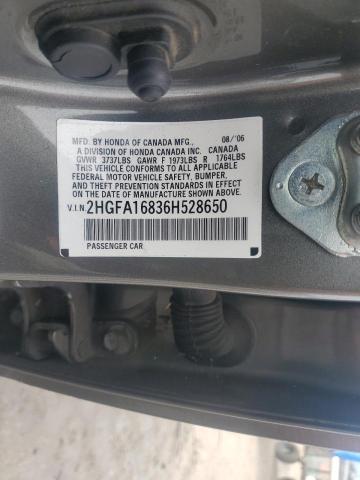 MFD. BY HONDA OF CANADA MFG., 08/'06
A DIVISION OF HONDA CANADA INC. CANADA
GVWR 3737LBS GAWR F 1973LBS R 1764LBS
THIS VEHICLE CONFORMS TO ALL APPLICABLE
FEDERAL MOTOR VEHICLE SAFETY, BUMPER,
AND THEFT PREVENTION STANDARDS IN EFFECT
ON THE DATE OF MANUFACTURE SHOWN ABOVE.
V.I.N. 2HGFA16836H528650
PASSENGER CAR